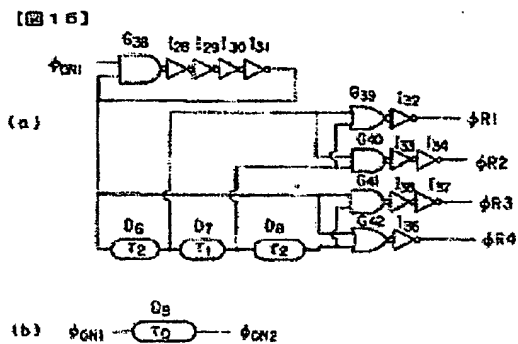 [図16]
G38 I28 I29 I30 I31
φGN1
(a)
G39 I32
φR1
G40 I33 I34
φR2
G41 I36 I37
φR3
G42 I35
φR4
D6 D7 D8
τ2 τ1 τ2
D9
(b) φGN1 τ0 φGN2